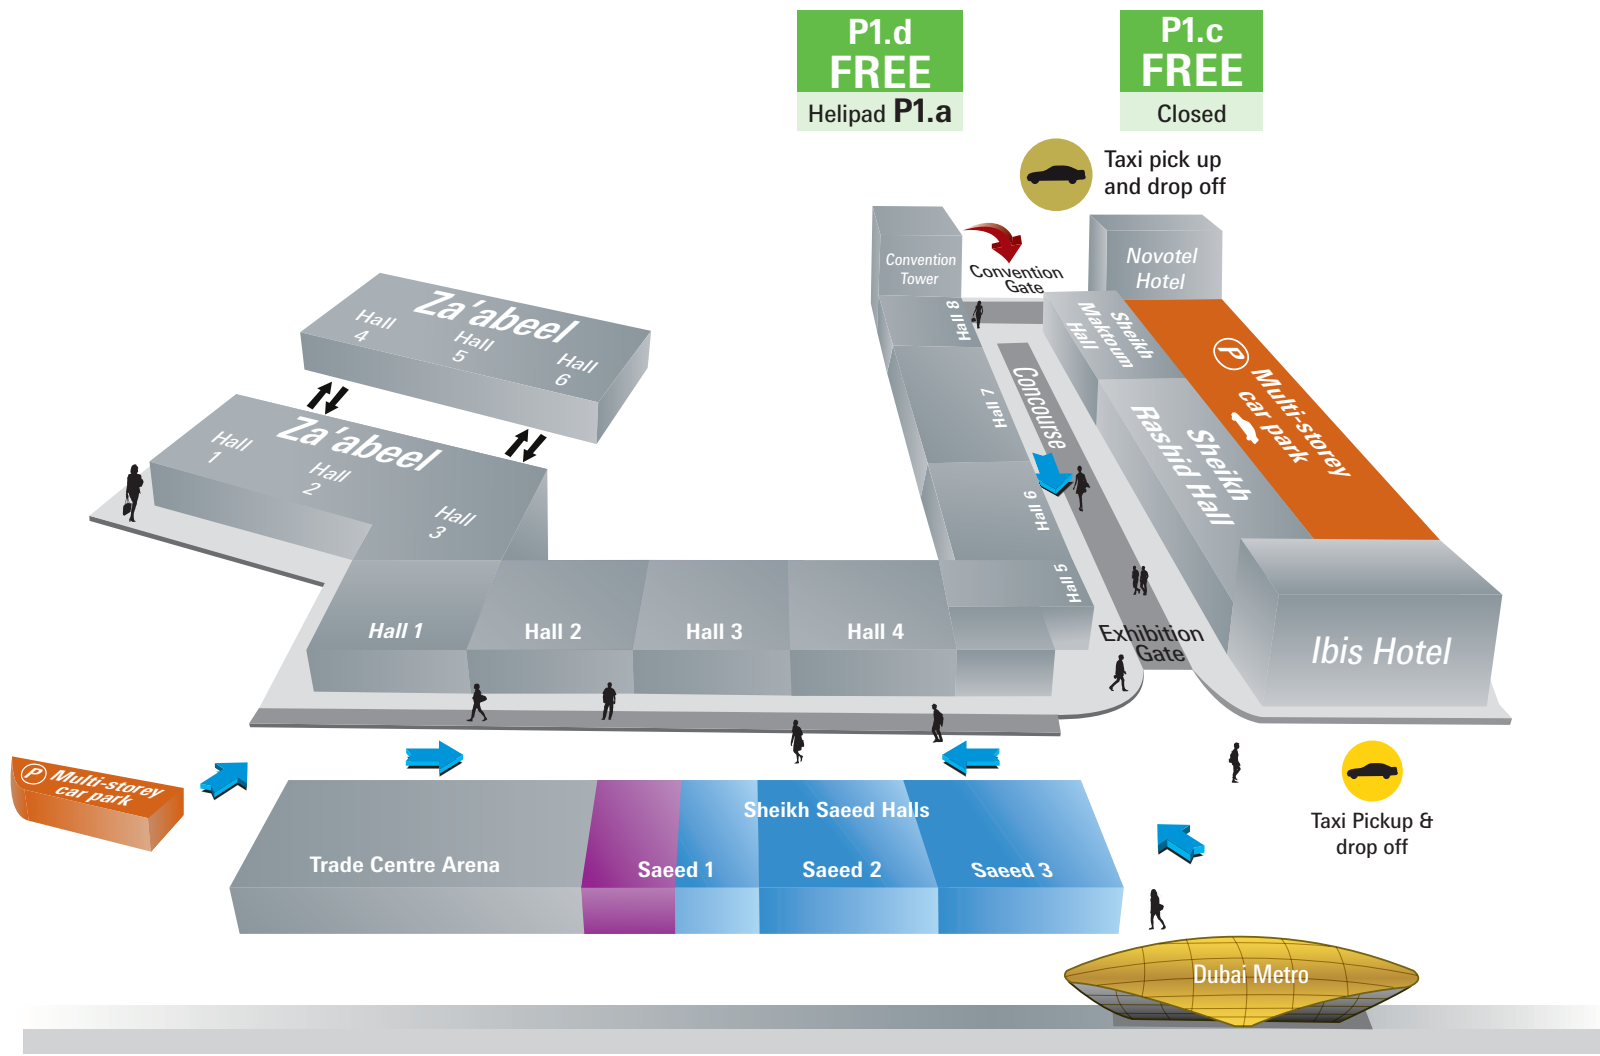 P1.d
FREE
Helipad P1.a
P1.c
FREE
Closed
Taxi pick up
and drop off
Convention
Tower
Convention
Gate
Novotel
Hotel
Za'abeel
Hall
4
Hall
5
Hall
6
Za'abeel
Hall
1
Hall
2
Hall
3
Hall 8
Hall 7
Hall 6
Hall 5
Concourse
Sheikh
Maktoum
Hall
P Multi-storey
car park
Sheikh
Rashid Hall
Hall 1
Hall 2
Hall 3
Hall 4
Exhibition
Gate
Ibis Hotel
P Multi-storey
car park
Sheikh Saeed Halls
Trade Centre Arena
Saeed 1
Saeed 2
Saeed 3
Taxi Pickup &
drop off
Dubai Metro